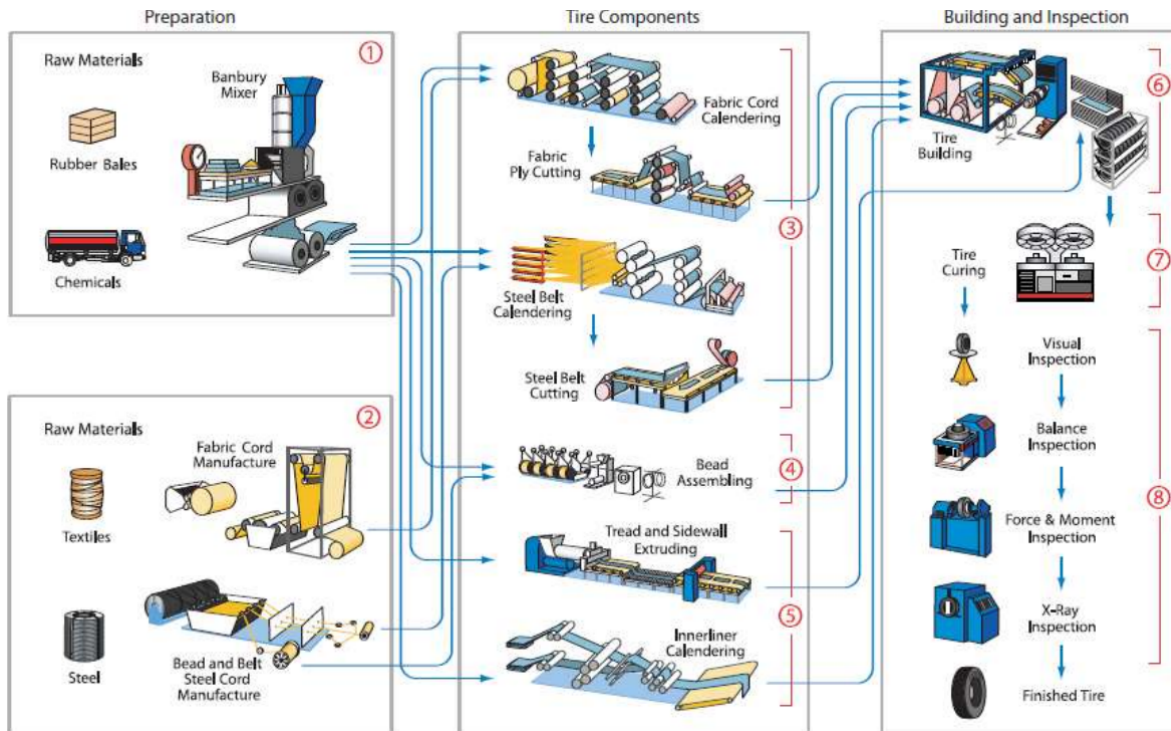 Preparation
Tire Components
Building and Inspection
Raw Materials
①
Banbury
Mixer
Rubber Bales
Chemicals
Raw Materials
②
Fabric Cord
Manufacture
Textiles
Steel
Bead and Belt
Steel Cord
Manufacture
Fabric Cord
Calendering
Fabric
Ply Cutting
③
Steel Belt
Calendering
Steel Belt
Cutting
Bead
Assembling
④
Tread and Sidewall
Extruding
⑤
Innerliner
Calendering
⑥
Tire
Building
Tire
Curing
⑦
Visual
Inspection
Balance
Inspection
⑧
Force & Moment
Inspection
X-Ray
Inspection
Finished Tire